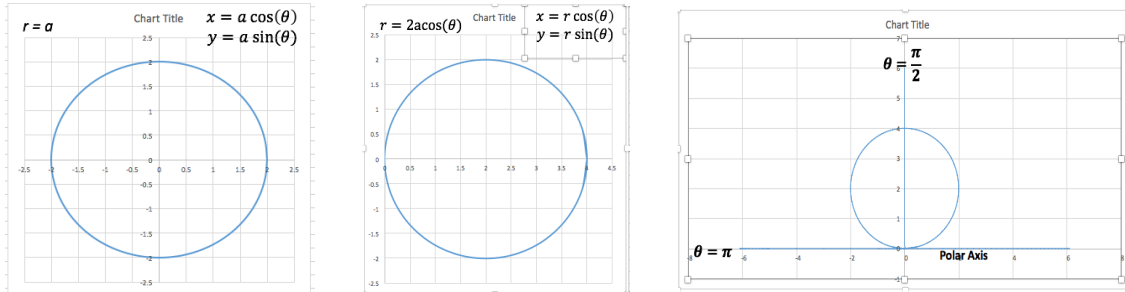 Chart Title
r = a
x = a cos(θ)
y = a sin(θ)
2.5
2
1.5
1
0.5
0
-2.5 -2 -1.5 -1 -0.5 0 0.5 1 1.5 2 2.5
-0.5
-1
-1.5
-2
-2.5
Chart Title
r = 2acos(θ)
x = r cos(θ)
y = r sin(θ)
2.5
2
1.5
1
0.5
0
0 0.5 1 1.5 2 2.5 3 3.5 4 4.5
-0.5
-1
-1.5
-2
-2.5
Chart Title
7
6
θ = π/2
5
4
3
2
1
0
θ = π
Polar Axis
-8 -6 -4 -2 0 4 6 8
-1